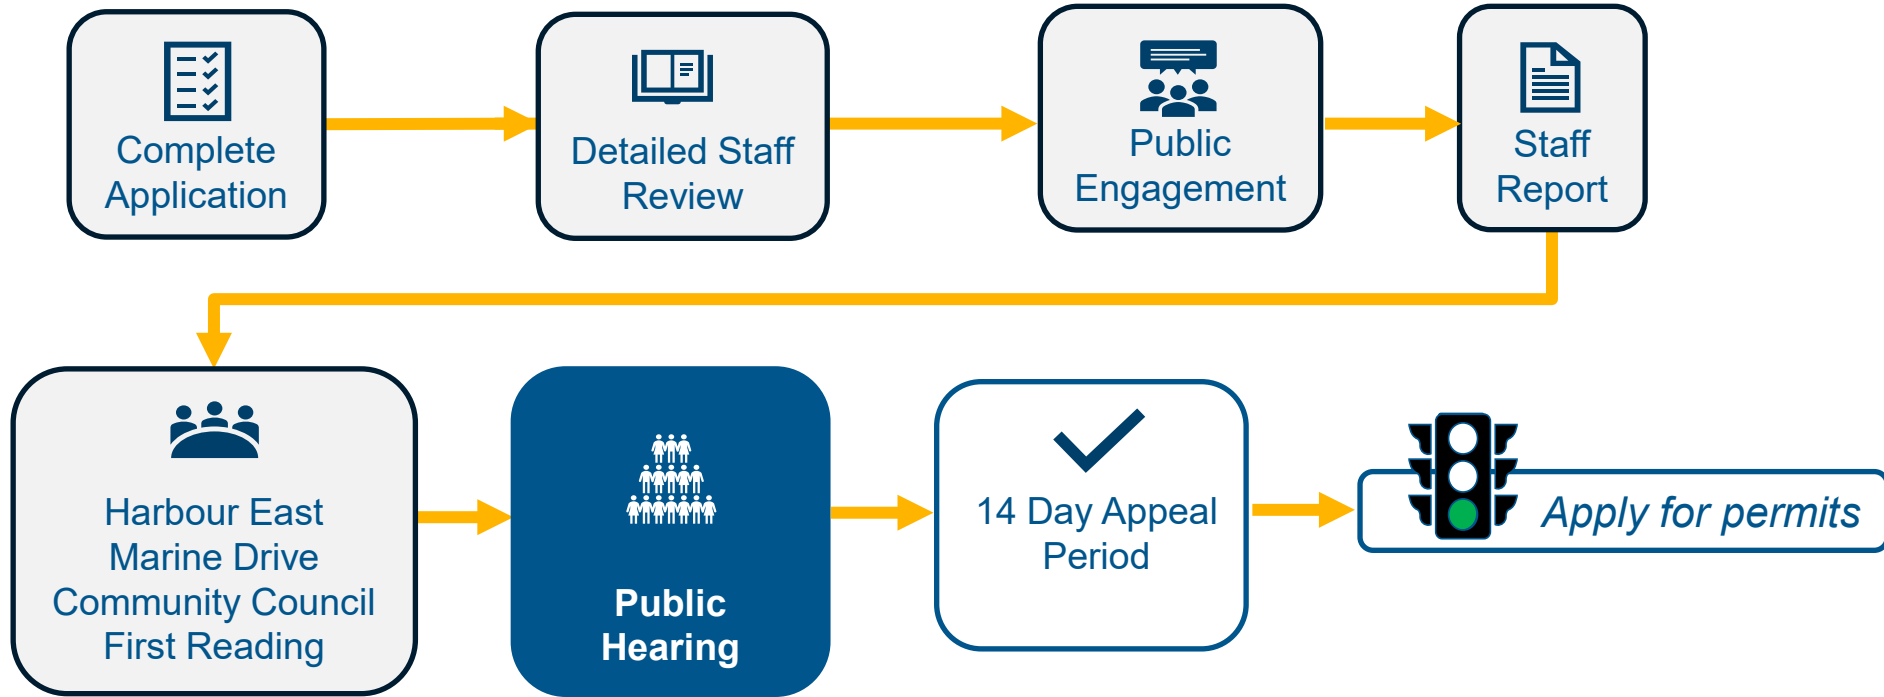 Complete
Application
Detailed Staff
Review
Public
Engagement
Staff
Report
Harbour East
Marine Drive
Community Council
First Reading
Public
Hearing
14 Day Appeal
Period
Apply for permits